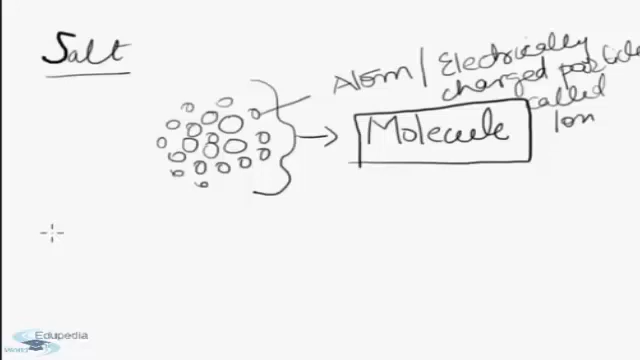 Salt
Atom / Electrically
charged particle
called
Ion
Molecule
Edupedia